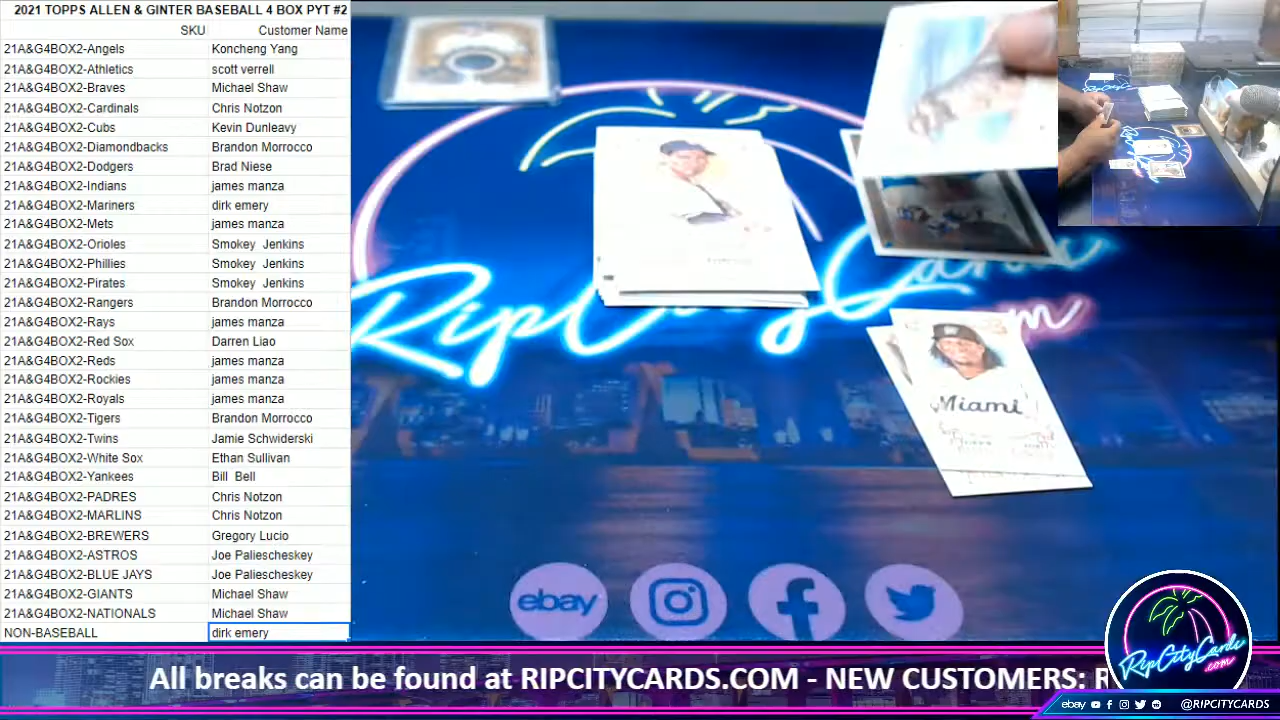 2021 TOPPS ALLEN & GINTER BASEBALL 4 BOX PYT #2
SKU Customer Name
21A&G4BOX2-Angels Koncheng Yang
21A&G4BOX2-Athletics scott verrell
21A&G4BOX2-Braves Michael Shaw
21A&G4BOX2-Cardinals Chris Notzon
21A&G4BOX2-Cubs Kevin Dunleavy
21A&G4BOX2-Diamondbacks Brandon Morrocco
21A&G4BOX2-Dodgers Brad Niese
21A&G4BOX2-Indians james manza
21A&G4BOX2-Mariners dirk emery
21A&G4BOX2-Mets james manza
21A&G4BOX2-Orioles Smokey Jenkins
21A&G4BOX2-Phillies Smokey Jenkins
21A&G4BOX2-Pirates Smokey Jenkins
21A&G4BOX2-Rangers Brandon Morrocco
21A&G4BOX2-Rays james manza
21A&G4BOX2-Red Sox Darren Liao
21A&G4BOX2-Reds james manza
21A&G4BOX2-Rockies james manza
21A&G4BOX2-Royals james manza
21A&G4BOX2-Tigers Brandon Morrocco
21A&G4BOX2-Twins Jamie Schwiderski
21A&G4BOX2-White Sox Ethan Sullivan
21A&G4BOX2-Yankees Bill Bell
21A&G4BOX2-PADRES Chris Notzon
21A&G4BOX2-MARLINS Chris Notzon
21A&G4BOX2-BREWERS Gregory Lucio
21A&G4BOX2-ASTROS Joe Paliescheskey
21A&G4BOX2-BLUE JAYS Joe Paliescheskey
21A&G4BOX2-GIANTS Michael Shaw
21A&G4BOX2-NATIONALS Michael Shaw
NON-BASEBALL dirk emery
Miami
ebay
All breaks can be found at RIPCITYCARDS.COM - NEW CUSTOMERS: R
RipCityCards
.com
ebay @RIPCITYCARDS